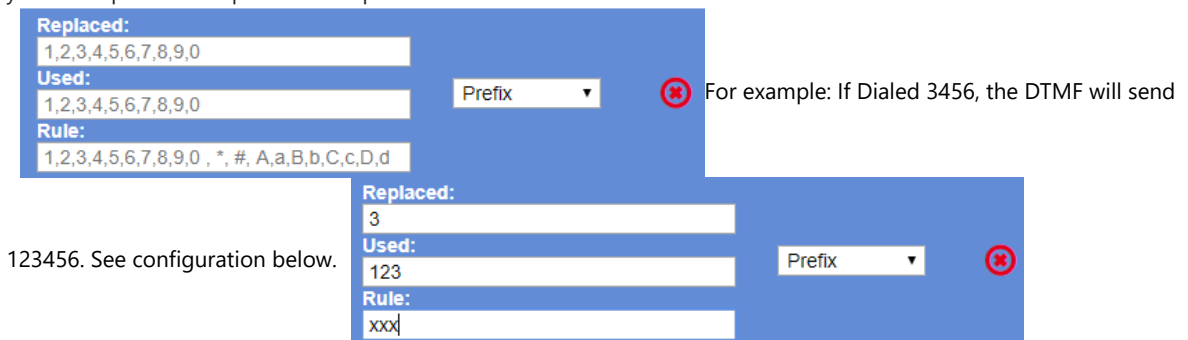 Replaced:
1,2,3,4,5,6,7,8,9,0
Used:
1,2,3,4,5,6,7,8,9,0
Prefix
For example: If Dialed 3456, the DTMF will send
Rule:
1,2,3,4,5,6,7,8,9,0 , *, #, A,a,B,b,C,c,D,d
Replaced:
3
123456. See configuration below.
Used:
123
Prefix
Rule:
xxx